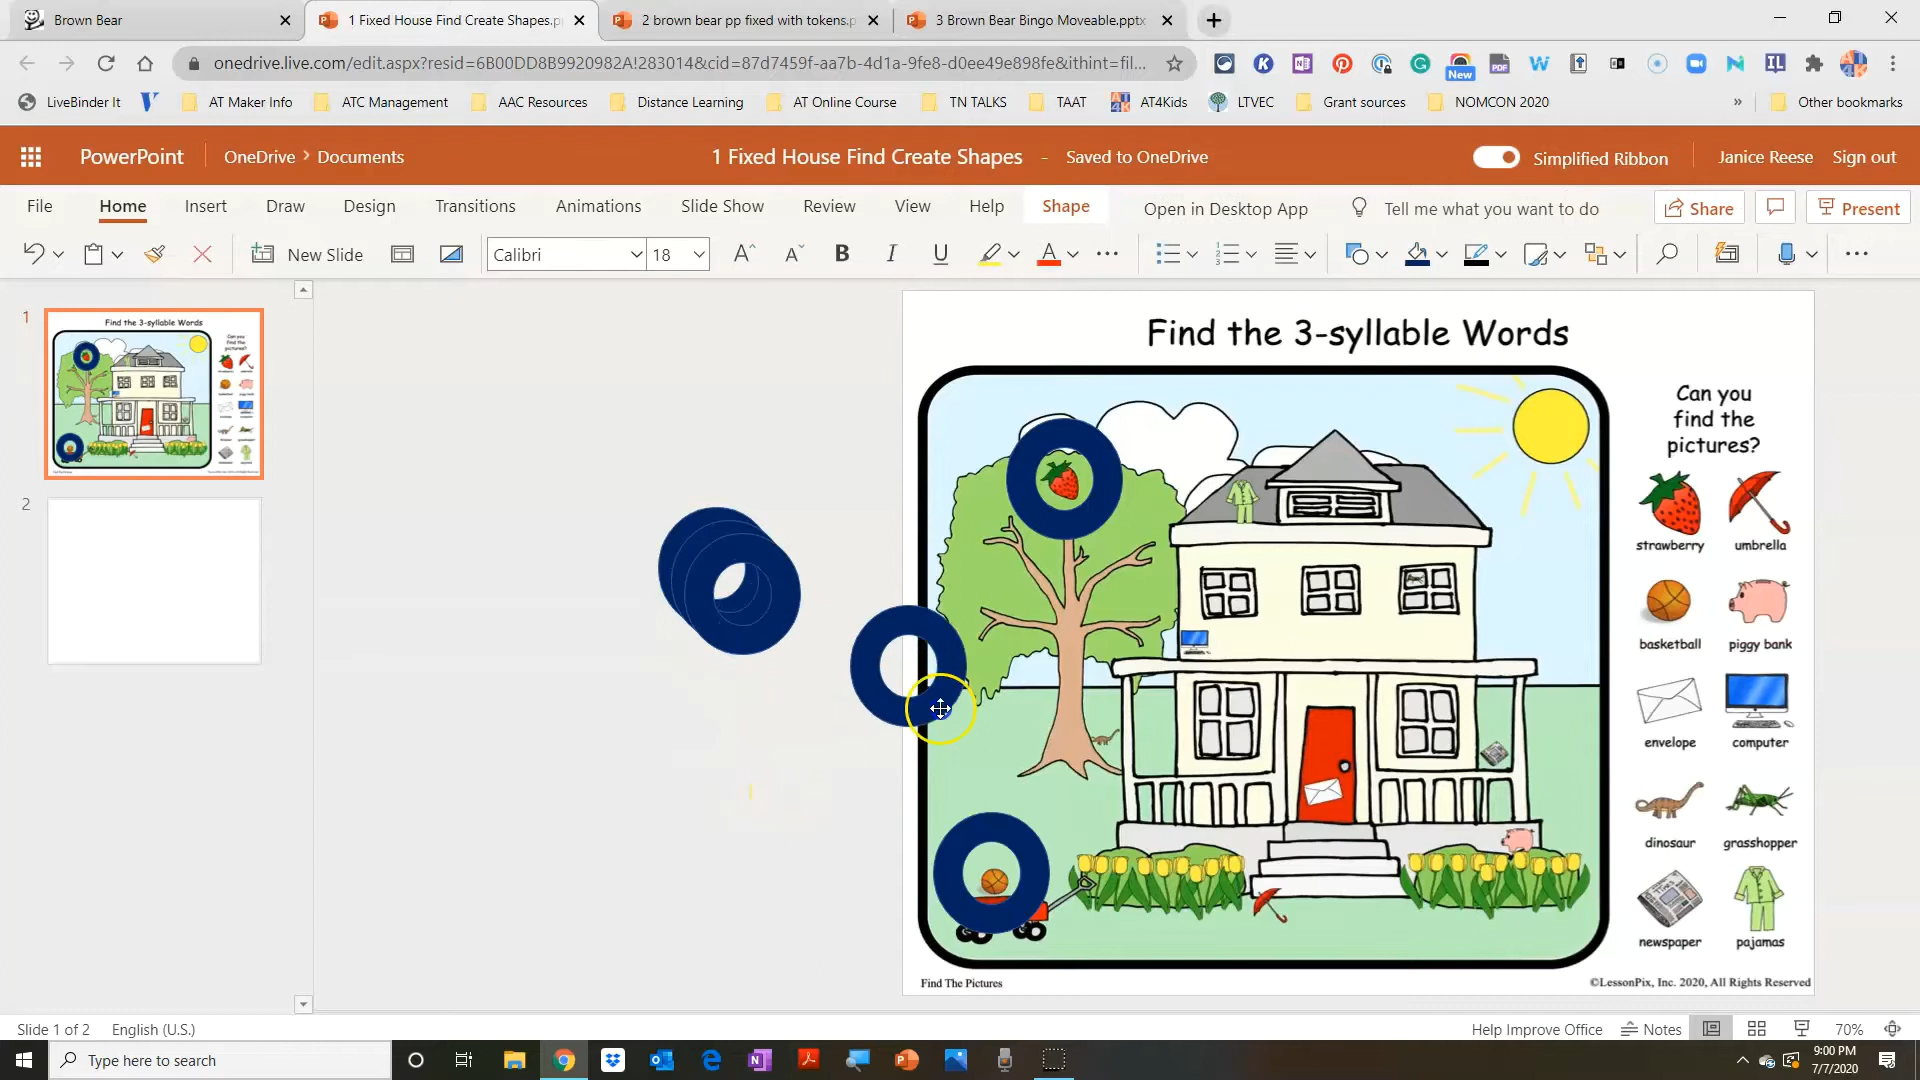 Brown Bear
1 Fixed House Find Create Shapes.p
2 brown bear pp fixed with tokens.p
3 Brown Bear Bingo Moveable.pptx
onedrive.live.com/edit.aspx?resid=6B00DD8B9920982A!283014&cid=87d7459f-aa7b-4d1a-9fe8-d0ee49e898fe&ithint=fil...
New
LiveBinder It
AT Maker Info
ATC Management
AAC Resources
Distance Learning
AT Online Course
TN TALKS
TAAT
AT4Kids
LTVEC
Grant sources
NOMCON 2020
»
Other bookmarks
PowerPoint
OneDrive > Documents
1 Fixed House Find Create Shapes - Saved to OneDrive
Simplified Ribbon
Janice Reese
Sign out
File
Home
Insert
Draw
Design
Transitions
Animations
Slide Show
Review
View
Help
Shape
Open in Desktop App
Tell me what you want to do
Share
Present
New Slide
Calibri
18
B
I
U
1
Find the 3-syllable Words
2
Find the 3-syllable Words
Can you
find the
pictures?
strawberry umbrella
basketball piggy bank
envelope computer
dinosaur grasshopper
newspaper pajamas
Find The Pictures
©LessonPix, Inc. 2020, All Rights Reserved
Slide 1 of 2
English (U.S.)
Help Improve Office
Notes
70%
Type here to search
9:00 PM
7/7/2020